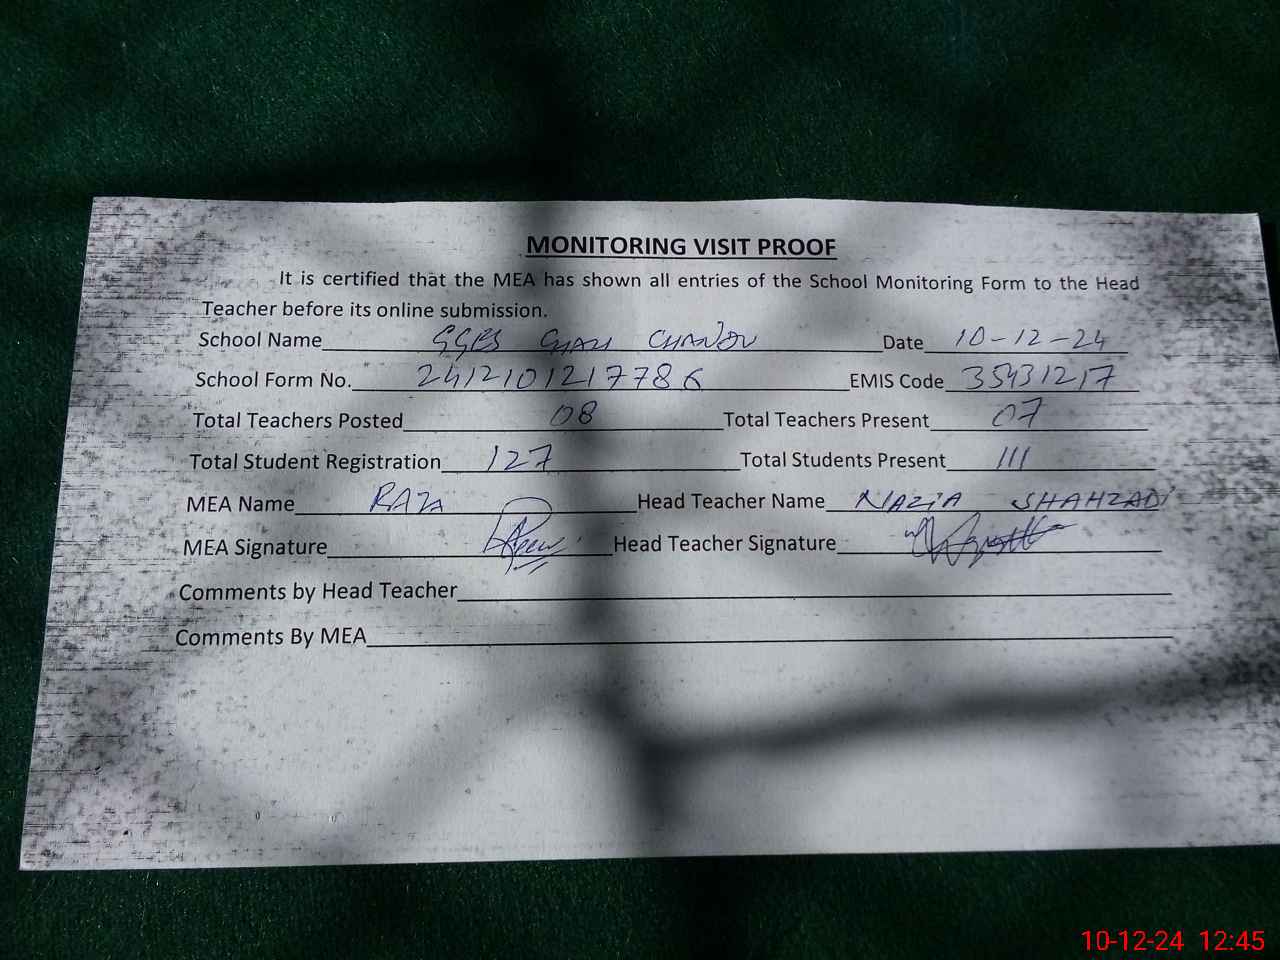 MONITORING VISIT PROOF
It is certified that the MEA has shown all entries of the School Monitoring Form to the Head
Teacher before its online submission.
School Name GGES Date 10-12-24
School Form No. 2412101217786 EMIS Code 35431217
Total Teachers Posted 08 Total Teachers Present 07
Total Student Registration 127 Total Students Present 111
MEA Name RAZA Head Teacher Name NAZIA SHAHZADI
MEA Signature Head Teacher Signature
Comments by Head Teacher
Comments By MEA
10-12-24 12:45